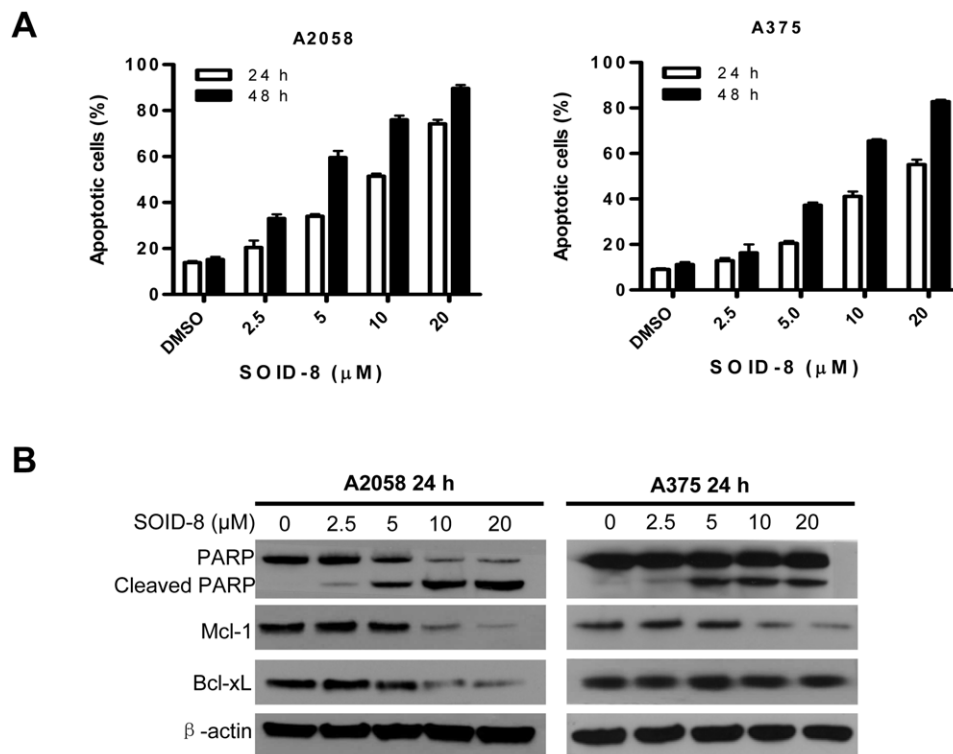 A
A2058
Apoptotic cells (%)
100
80
60
40
20
0
24 h
48 h
DMSO 2.5 5 10 20
SOID-8 (μM)
A375
Apoptotic cells (%)
100
80
60
40
20
0
24 h
48 h
DMSO 2.5 5.0 10 20
SOID-8 (μM)
B
A2058 24 h A375 24 h
SOID-8 (μM) 0 2.5 5 10 20 0 2.5 5 10 20
PARP
Cleaved PARP
Mcl-1
Bcl-xL
β-actin